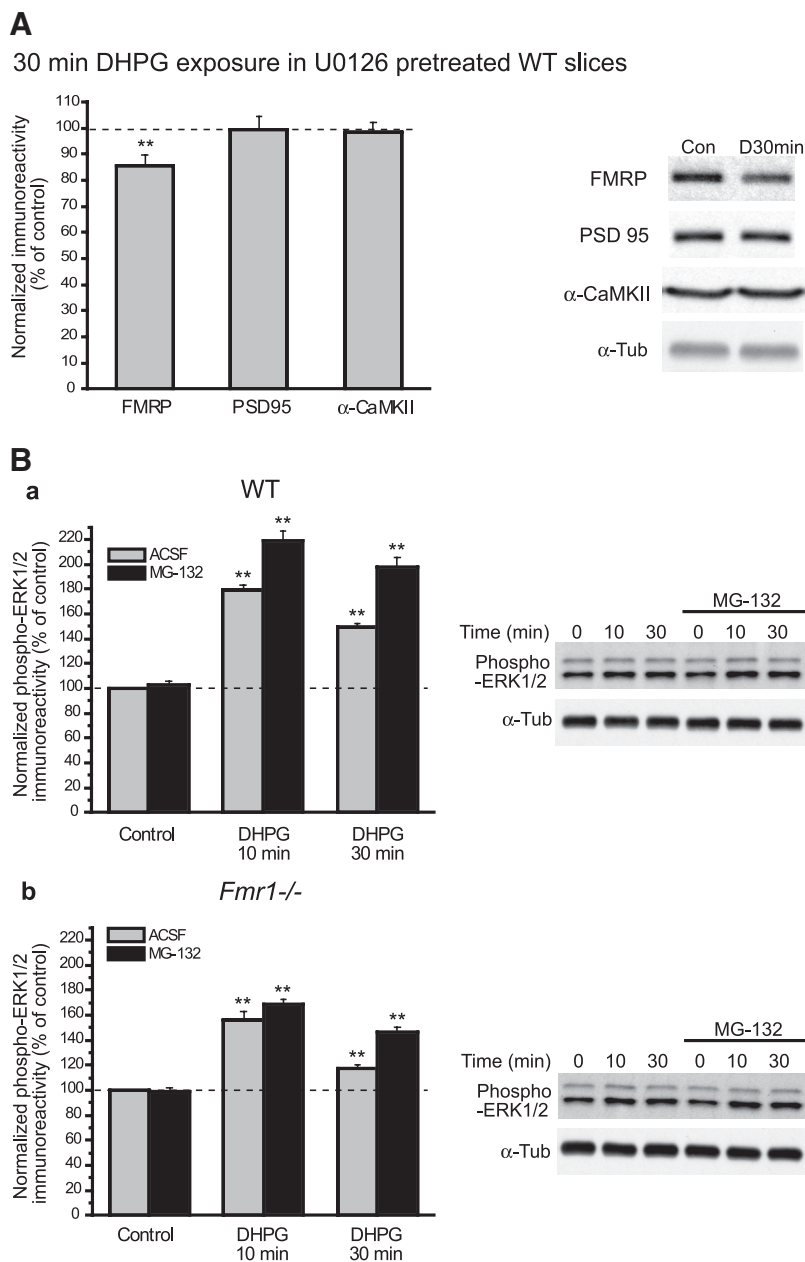 A
30 min DHPG exposure in U0126 pretreated WT slices
Normalized immunoreactivity
(% of control)
110
100
90
80
70
60
50
40
30
20
10
0
**
FMRP
PSD95
α-CaMKII
Con
D30min
FMRP
PSD 95
α-CaMKII
α-Tub
B
a
WT
Normalized phospho-ERK1/2
immunoreactivity (% of control)
220
200
180
160
140
120
100
80
60
40
20
0
ACSF
MG-132
**
**
**
**
Control
DHPG
10 min
DHPG
30 min
MG-132
Time (min) 0 10 30 0 10 30
Phospho
-ERK1/2
α-Tub
b
Fmr1-/-
Normalized phospho-ERK1/2
immunoreactivity (% of control)
220
200
180
160
140
120
100
80
60
40
20
0
ACSF
MG-132
**
**
**
**
Control
DHPG
10 min
DHPG
30 min
MG-132
Time (min) 0 10 30 0 10 30
Phospho
-ERK1/2
α-Tub